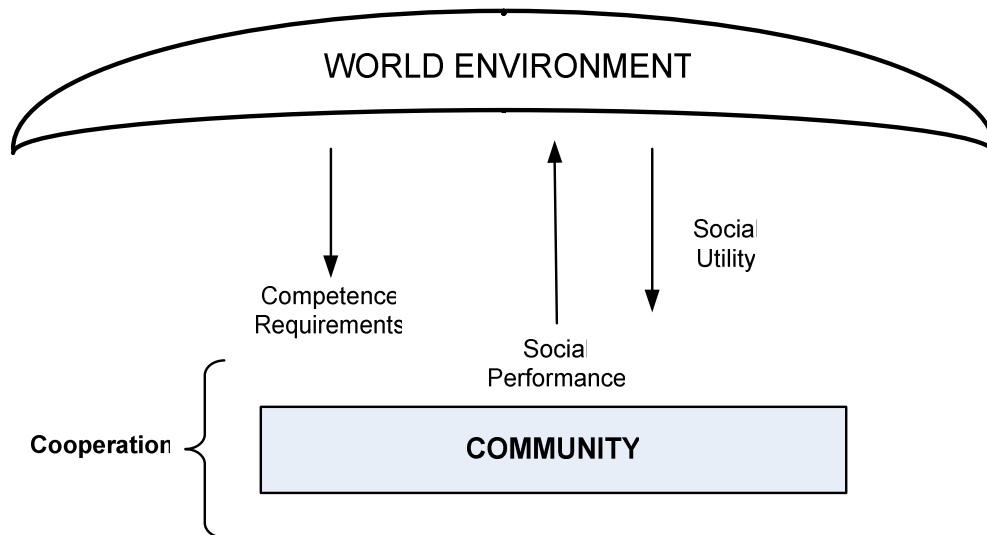 WORLD ENVIRONMENT
Social
Utility
Competence
Requirements
Social
Performance
Cooperation
COMMUNITY